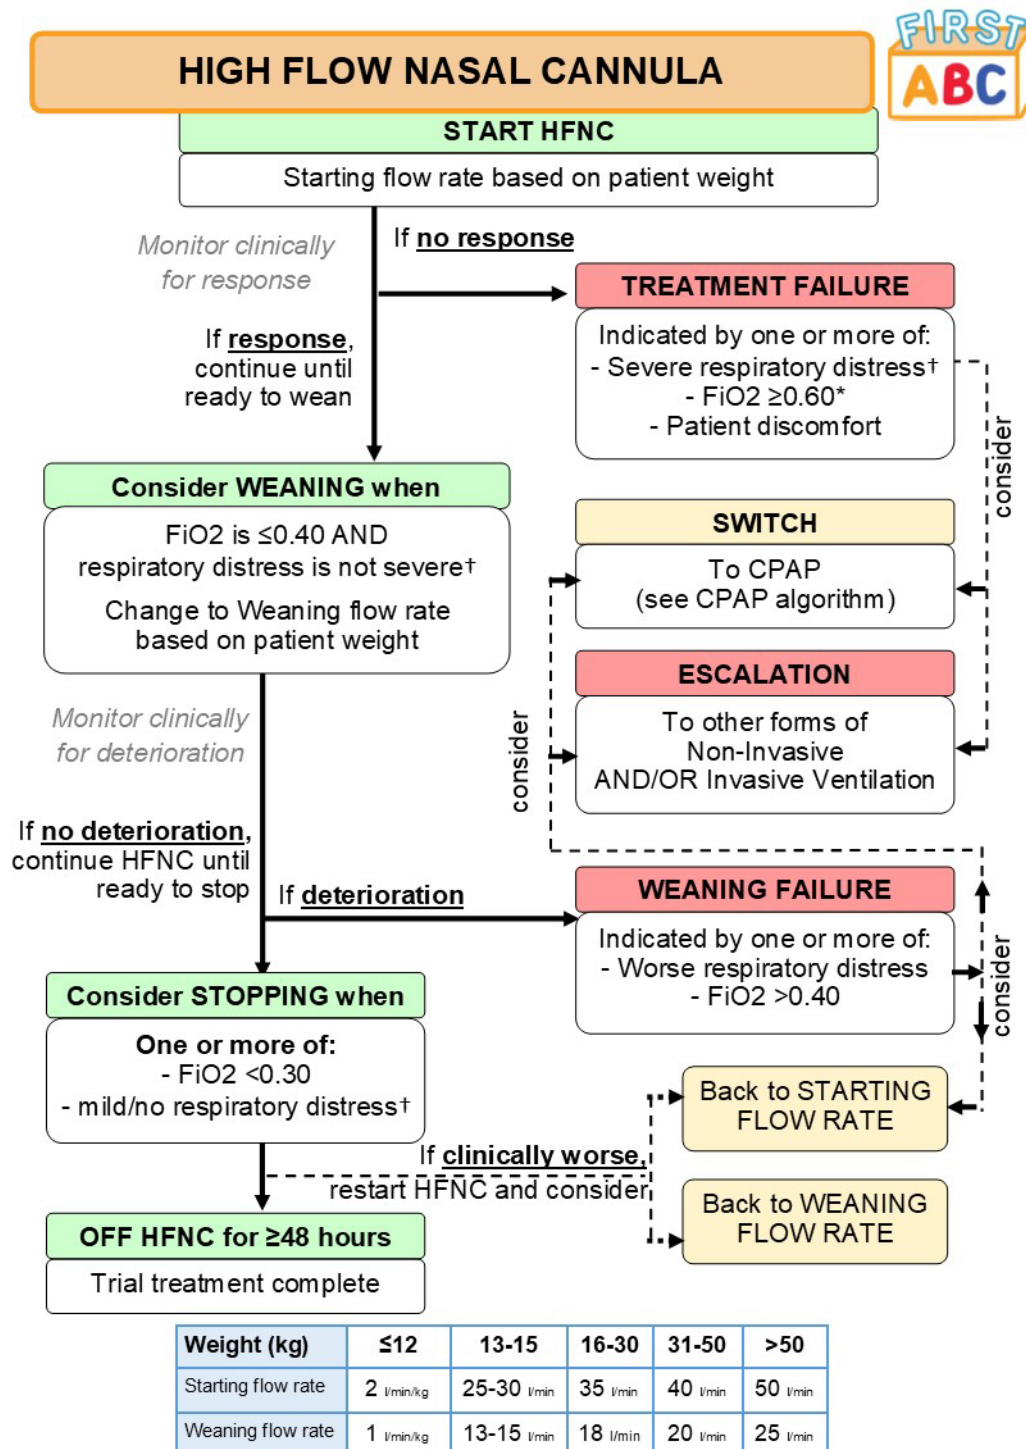 FIRST
ABC
HIGH FLOW NASAL CANNULA
START HFNC
Starting flow rate based on patient weight
Monitor clinically
for response
If no response
If response,
continue until
ready to wean
TREATMENT FAILURE
Indicated by one or more of:
- Severe respiratory distress†
- FiO2 ≥0.60*
- Patient discomfort
consider
Consider WEANING when
FiO2 is ≤0.40 AND
respiratory distress is not severe†
Change to Weaning flow rate
based on patient weight
SWITCH
To CPAP
(see CPAP algorithm)
ESCALATION
To other forms of
Non-Invasive
AND/OR Invasive Ventilation
consider
Monitor clinically
for deterioration
If no deterioration,
continue HFNC until
ready to stop
If deterioration
WEANING FAILURE
Indicated by one or more of:
- Worse respiratory distress
- FiO2 >0.40
consider
Consider STOPPING when
One or more of:
- FiO2 <0.30
- mild/no respiratory distress†
Back to STARTING
FLOW RATE
If clinically worse,
restart HFNC and consider
Back to WEANING
FLOW RATE
OFF HFNC for ≥48 hours
Trial treatment complete
Weight (kg) ≤12 13-15 16-30 31-50 >50
Starting flow rate 2 l/min/kg 25-30 l/min 35 l/min 40 l/min 50 l/min
Weaning flow rate 1 l/min/kg 13-15 l/min 18 l/min 20 l/min 25 l/min